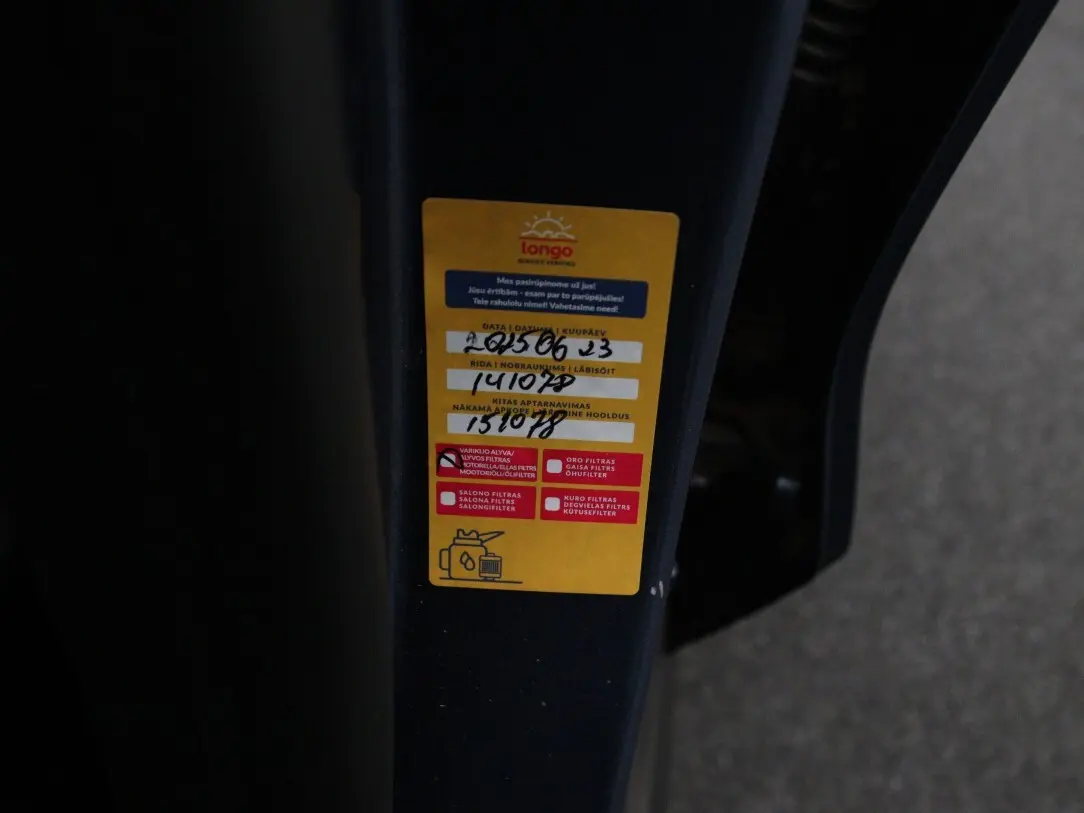 longo
Mes pasirūpinome už jus!
Jūsu ērtībām - esam par to parūpējušies!
Teie rahulolu nimel! Vahetasime need!
DATA | DATUMS | KUUPÄEV
2025 06 23
RIDA | NOBRAUKUMS | LÄBISÕIT
141078
KITAS APTARNAVIMAS
NĀKAMĀ APKOPE | JÄRGMINE HOOLDUS
151078
VARIKLIO ALYVA/
ALYVOS FILTRAS
MOTOREĻĻA/EĻĻAS FILTRS
MOOTORIÕLI/ÕLIFILTER
ORO FILTRAS
GAISA FILTRS
ÕHUFILTER
SALONO FILTRAS
SALONA FILTRS
SALONGIFILTER
KURO FILTRAS
DEGVIELAS FILTRS
KÜTUSEFILTER